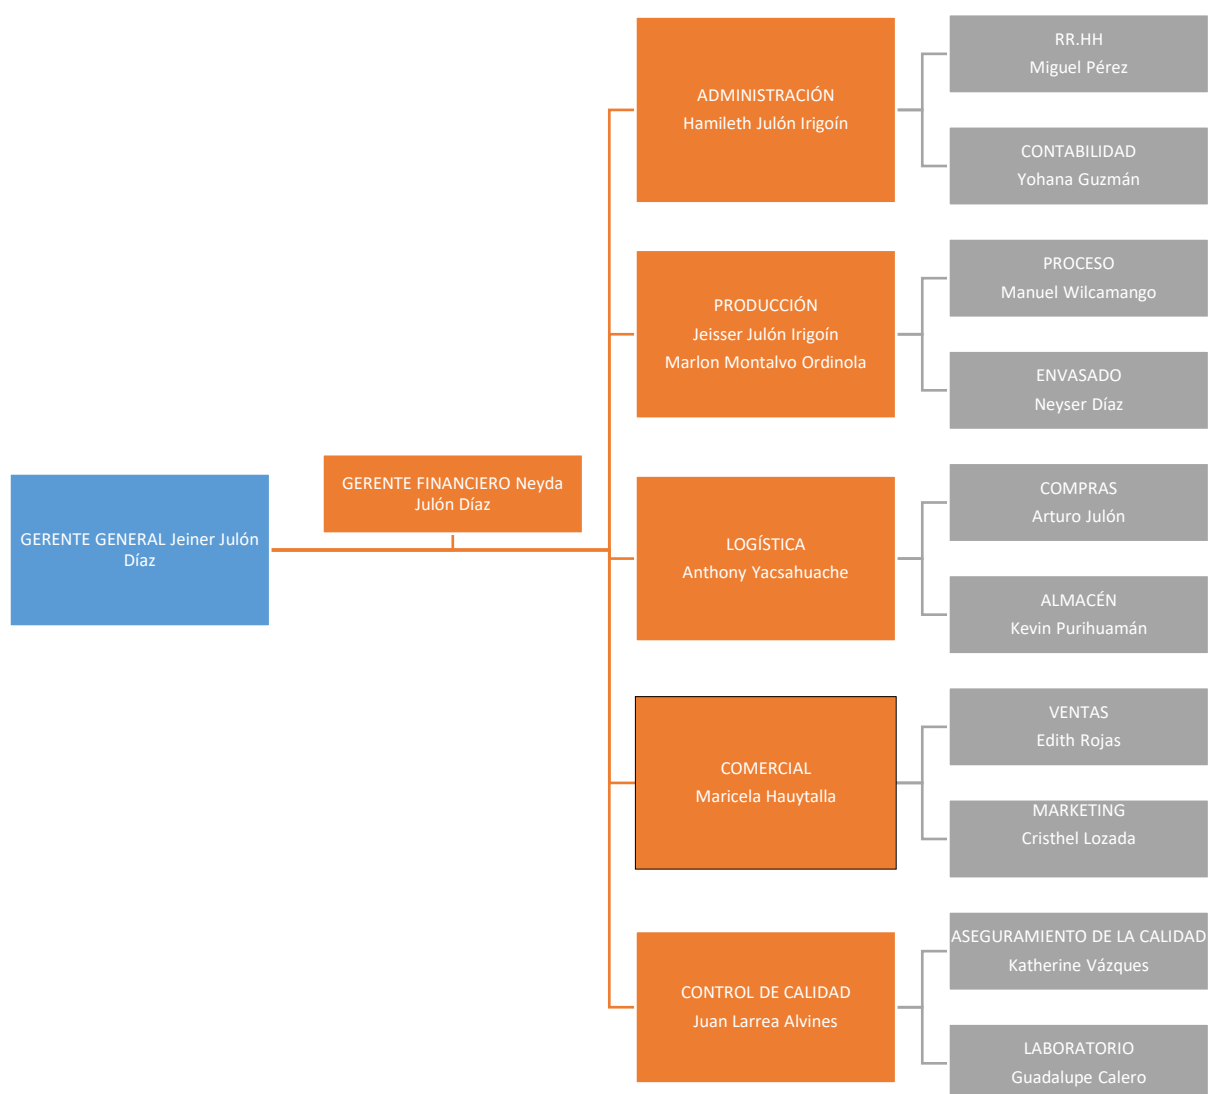 GERENTE GENERAL Jeiner Julón
Díaz
GERENTE FINANCIERO Neyda
Julón Díaz
ADMINISTRACIÓN
Hamileth Julón Irigoín
RR.HH
Miguel Pérez
CONTABILIDAD
Yohana Guzmán
PRODUCCIÓN
Jeisser Julón Irigoín
Marlon Montalvo Ordinola
PROCESO
Manuel Wilcamango
ENVASADO
Neyser Díaz
LOGÍSTICA
Anthony Yacsahuache
COMPRAS
Arturo Julón
ALMACÉN
Kevin Purihuamán
COMERCIAL
Maricela Hauytalla
VENTAS
Edith Rojas
MARKETING
Cristhel Lozada
CONTROL DE CALIDAD
Juan Larrea Alvines
ASEGURAMIENTO DE LA CALIDAD
Katherine Vázques
LABORATORIO
Guadalupe Calero